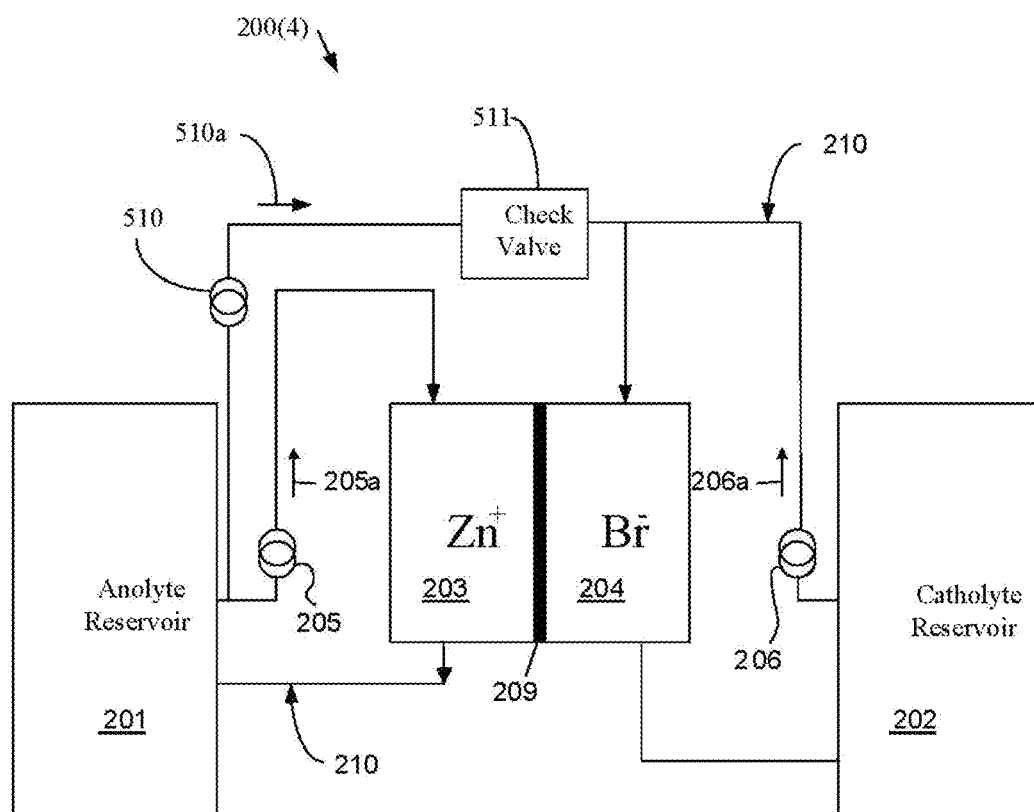 200(4)
510a
511
210
510
Check
Valve
205a
206a
Zn+
Br-
203
204
Anolyte
Reservoir
205
Catholyte
Reservoir
206
209
201
202
210